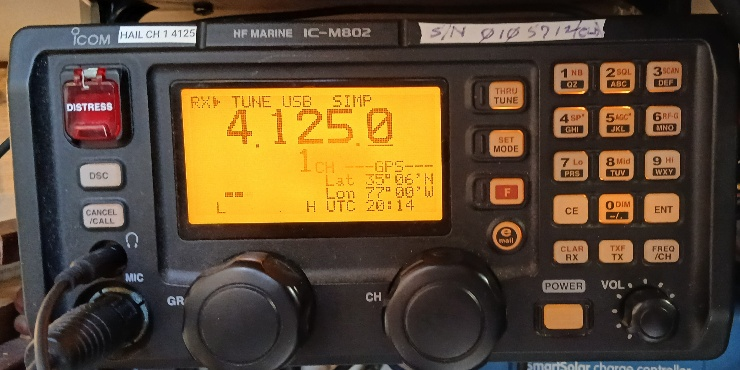 ICOM
HAIL CH 1 4125
HF MARINE IC-M802
S/N
DISTRESS
DSC
CANCEL
/CALL
MIC
RX▶ TUNE USB SIMP
4.125.0
1CH ---GPS---
Lat 35°06'N
-- Lon 77°00'W
L H UTC 20:14
THRU
TUNE
SET
MODE
F
e
mail
1 NB
QZ
2 SQL
ABC
3 SCAN
DEF
4 SP
GHI
5 AGC
JKL
6 RF-G
MNO
7 Lo
PRS
8 Mid
TUV
9 Hi
WXY
CE
0 DIM
-/.
ENT
CLAR
RX
TXF
TX
FREQ
/CH
GR
CH
POWER
VOL
SmartSolar charge controller